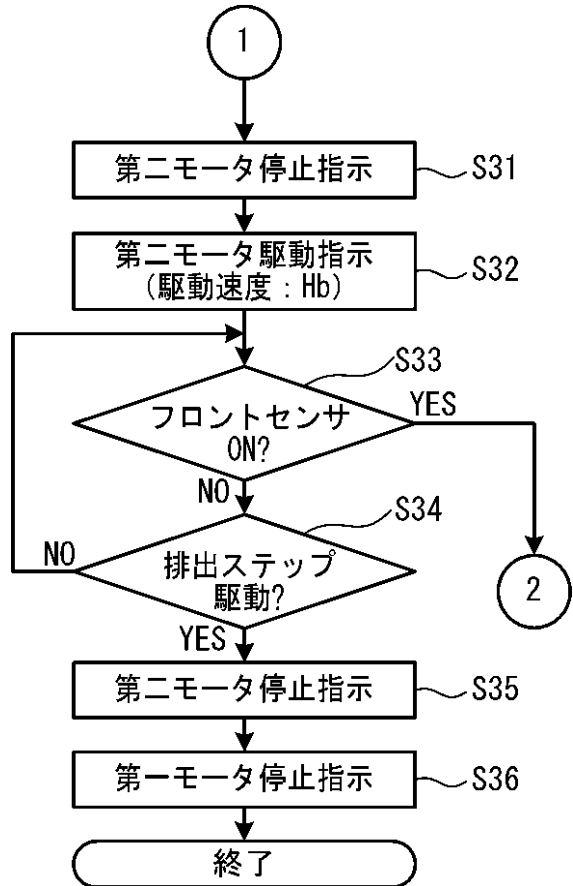 1
第二モータ停止指示
S31
第二モータ駆動指示
(駆動速度：Hb)
S32
S33
フロントセンサ
ON?
YES
NO
S34
NO
排出ステップ
駆動?
2
YES
第二モータ停止指示
S35
第一モータ停止指示
S36
終了